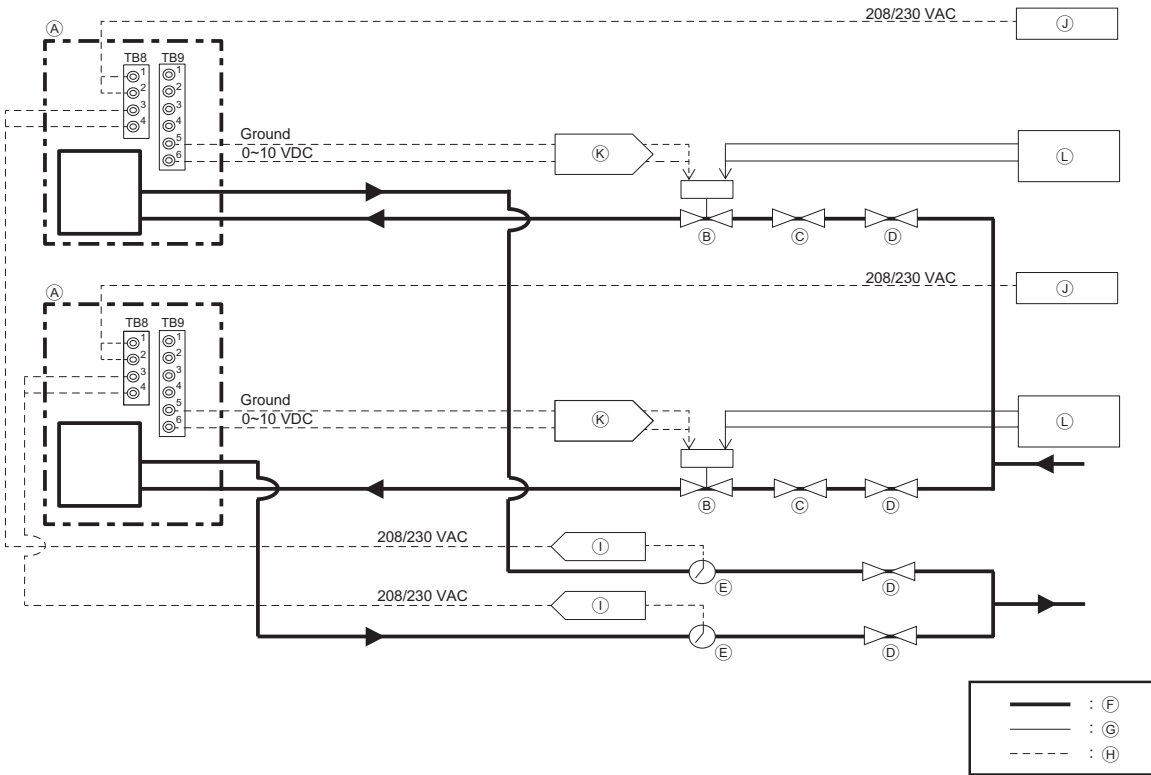 208/230 VAC
Ⓙ
Ⓐ
TB8 TB9
1 1
2 2
3 3
4 4
5
6
Ground
0~10 VDC
Ⓚ
Ⓛ
Ⓑ Ⓒ Ⓓ
208/230 VAC
Ⓙ
Ⓐ
TB8 TB9
1 1
2 2
3 3
4 4
5
6
Ground
0~10 VDC
Ⓚ
Ⓛ
Ⓑ Ⓒ Ⓓ
208/230 VAC
Ⓘ
Ⓔ Ⓓ
208/230 VAC
Ⓘ
Ⓔ Ⓓ
: Ⓕ
: Ⓖ
: Ⓗ